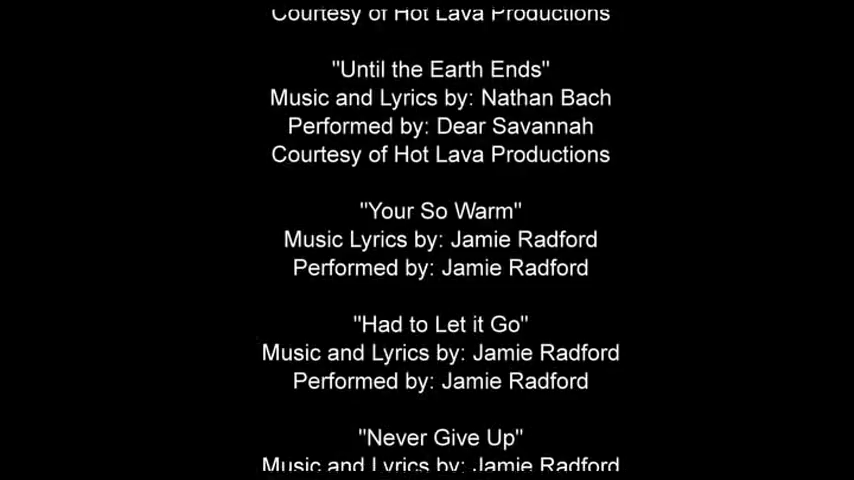 Courtesy of Hot Lava Productions
"Until the Earth Ends"
Music and Lyrics by: Nathan Bach
Performed by: Dear Savannah
Courtesy of Hot Lava Productions
"Your So Warm"
Music Lyrics by: Jamie Radford
Performed by: Jamie Radford
"Had to Let it Go"
Music and Lyrics by: Jamie Radford
Performed by: Jamie Radford
"Never Give Up"
Music and Lyrics by: Jamie Radford